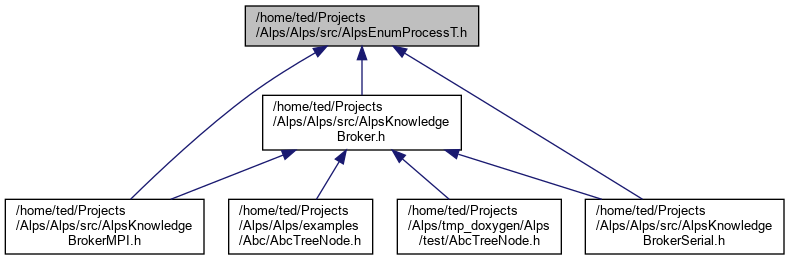 /home/ted/Projects
/Alps/Alps/src/AlpsEnumProcessT.h
/home/ted/Projects
/Alps/Alps/src/AlpsKnowledge
Broker.h
/home/ted/Projects
/Alps/Alps/src/AlpsKnowledge
BrokerMPI.h
/home/ted/Projects
/Alps/Alps/examples
/Abc/AbcTreeNode.h
/home/ted/Projects
/Alps/tmp_doxygen/Alps
/test/AbcTreeNode.h
/home/ted/Projects
/Alps/Alps/src/AlpsKnowledge
BrokerSerial.h